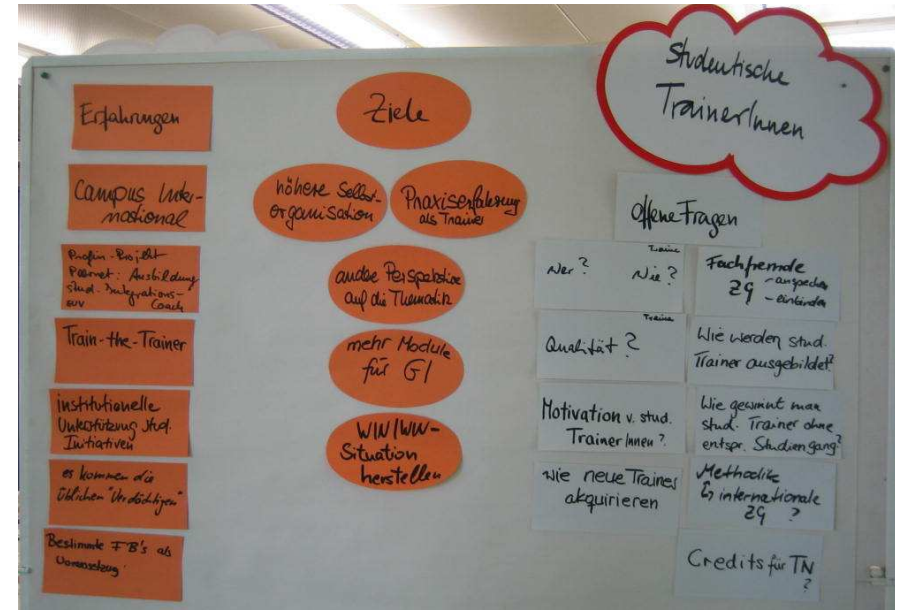 Studentische
TrainerInnen
Erfahrungen
Campus Inter-
national
Profin-Projekt
Peernet: Ausbildung
stud. Integrations-
Coach
Train-the-Trainer
institutionelle
Unterstützung stud.
Initiativen
es kommen die
üblichen "Verdächtigen"
Bestimmte FB's als
Voraussetzung
Ziele
höhere Selbst-
organisation
Praxiserfahrung
als Trainer
andere Perspektive
auf die Thematik
mehr Module
für GI
WIN/WIN-
Situation
herstellen
Offene Fragen
Wer? Wie?
Qualität?
Motivation v. stud.
TrainerInnen?
wie neue Trainer
akquirieren
Fachfremde
ZG - ansprechen
- einbinden
Wie werden stud.
Trainer ausgebildet?
Wie gewinnt man
stud. Trainer ohne
entspr. Studiengang?
Methodik
↳ internationale
ZG ?
Credits für TN
?